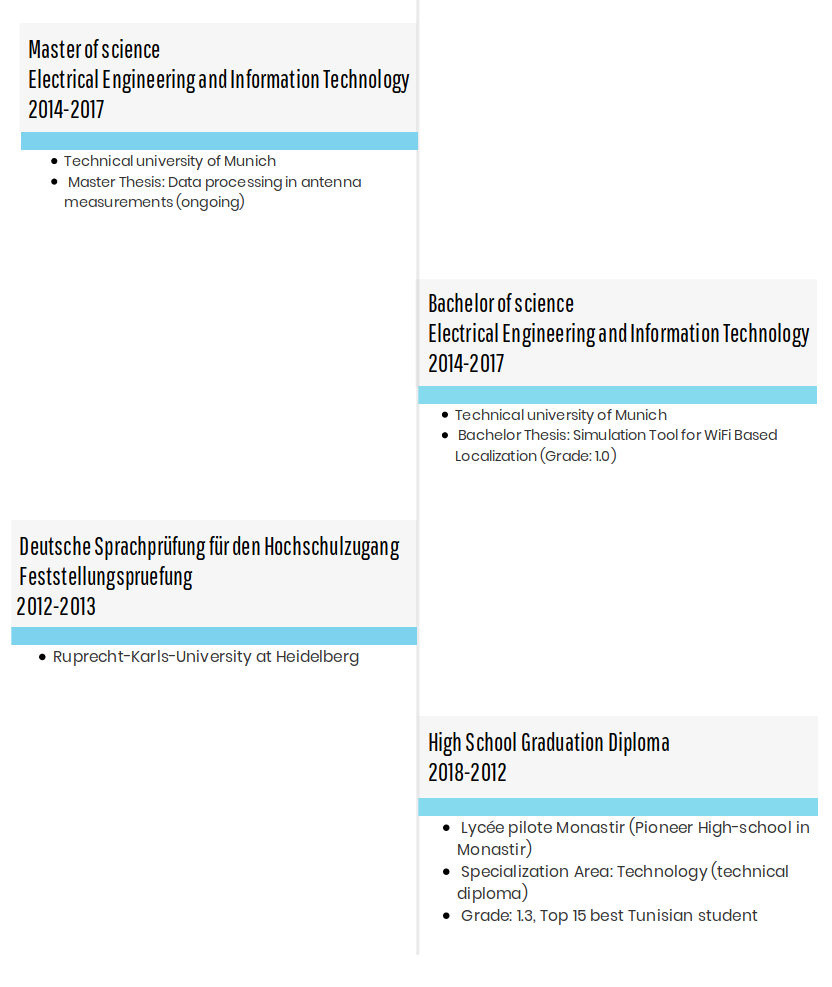 Master of science
Electrical Engineering and Information Technology
2014-2017
Technical university of Munich
Master Thesis: Data processing in antenna
measurements (ongoing)
Bachelor of science
Electrical Engineering and Information Technology
2014-2017
Technical university of Munich
Bachelor Thesis: Simulation Tool for WiFi Based
Localization (Grade: 1.0)
Deutsche Sprachprüfung für den Hochschulzugang
Feststellungspruefung
2012-2013
Ruprecht-Karls-University at Heidelberg
High School Graduation Diploma
2018-2012
Lycée pilote Monastir (Pioneer High-school in
Monastir)
Specialization Area: Technology (technical
diploma)
Grade: 1.3, Top 15 best Tunisian student